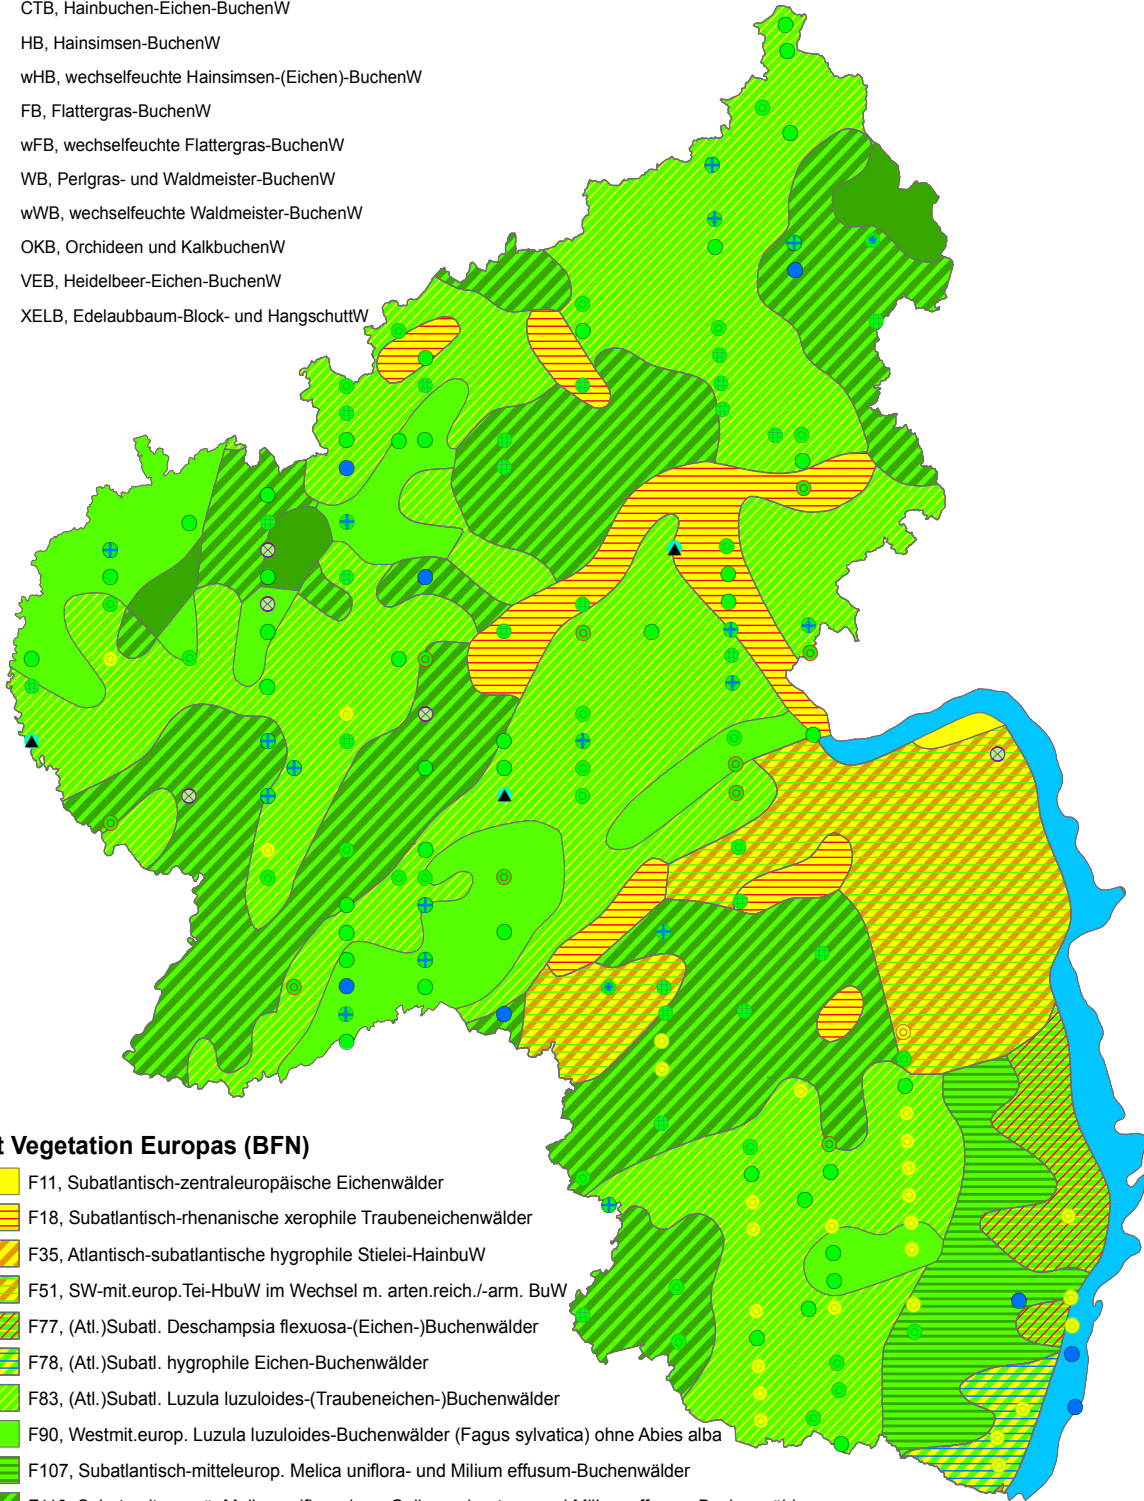 CTB, Hainbuchen-Eichen-BuchenW
HB, Hainsimsen-BuchenW
wHB, wechselfeuchte Hainsimsen-(Eichen)-BuchenW
FB, Flattergras-BuchenW
wFB, wechselfeuchte Flattergras-BuchenW
WB, Perlgras- und Waldmeister-BuchenW
wWB, wechselfeuchte Waldmeister-BuchenW
OKB, Orchideen und KalkbuchenW
VEB, Heidelbeer-Eichen-BuchenW
XELB, Edelaubbaum-Block- und HangschuttW
t Vegetation Europas (BFN)
F11, Subatlantisch-zentraleuropäische Eichenwälder
F18, Subatlantisch-rhenanische xerophile Traubeneichenwälder
F35, Atlantisch-subatlantische hygrophile Stielei-HainbuW
F51, SW-mit.europ.Tei-HbuW im Wechsel m. arten.reich./-arm. BuW
F77, (Atl.)Subatl. Deschampsia flexuosa-(Eichen-)Buchenwälder
F78, (Atl.)Subatl. hygrophile Eichen-Buchenwälder
F83, (Atl.)Subatl. Luzula luzuloides-(Traubeneichen-)Buchenwälder
F90, Westmit.europ. Luzula luzuloides-Buchenwälder (Fagus sylvatica) ohne Abies alba
F107, Subatlantisch-mitteleurop. Melica uniflora- und Milium effusum-Buchenwälder